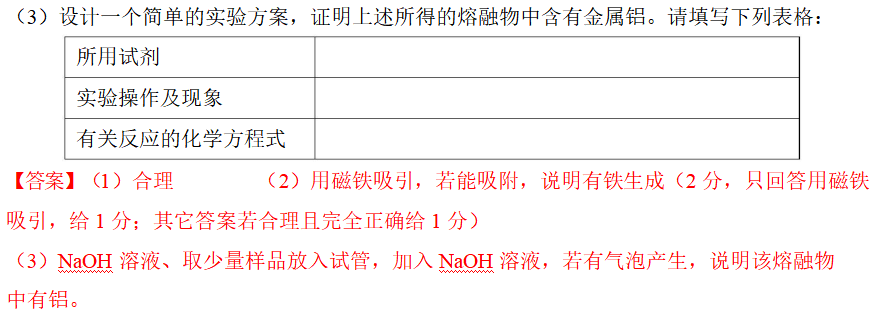 （3）设计一个简单的实验方案，证明上述所得的熔融物中含有金属铝。请填写下列表格：
所用试剂
实验操作及现象
有关反应的化学方程式
【答案】（1）合理 （2）用磁铁吸引，若能吸附，说明有铁生成（2 分，只回答用磁铁
吸引，给 1 分；其它答案若合理且完全正确给 1 分）
（3）NaOH 溶液、取少量样品放入试管，加入 NaOH 溶液，若有气泡产生，说明该熔融物
中有铝。